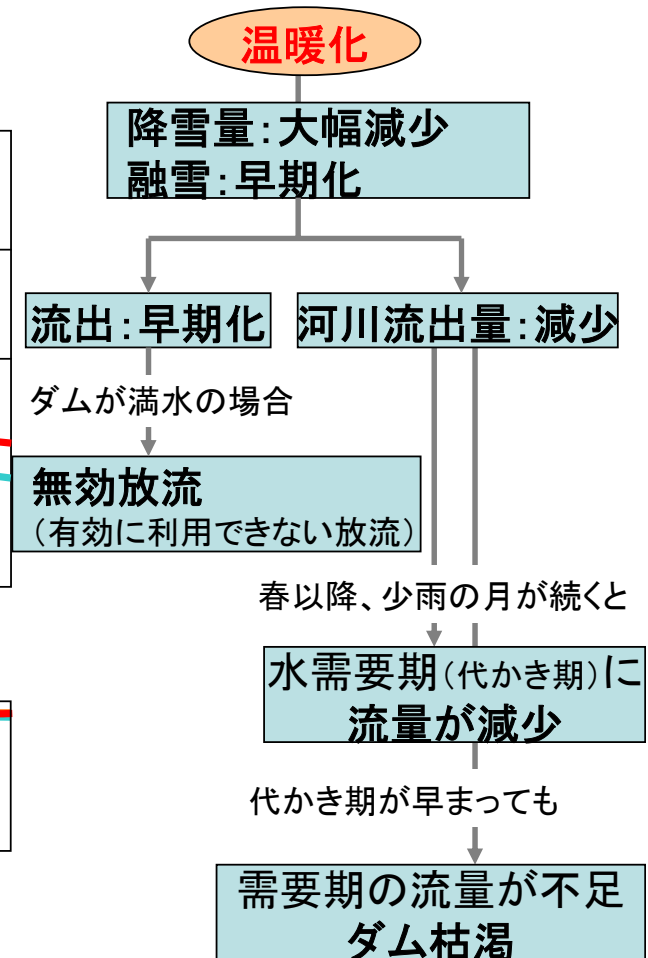 温暖化
降雪量:大幅減少
融雪:早期化
流出:早期化
河川流出量:減少
ダムが満水の場合
無効放流
(有効に利用できない放流)
春以降、少雨の月が続くと
水需要期(代かき期)に
流量が減少
代かき期が早まっても
需要期の流量が不足
ダム枯渇